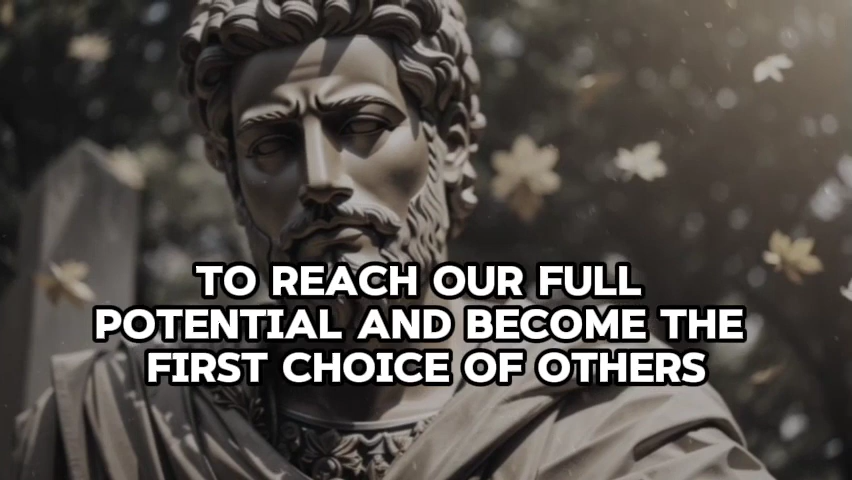 TO REACH OUR FULL
POTENTIAL AND BECOME THE
FIRST CHOICE OF OTHERS